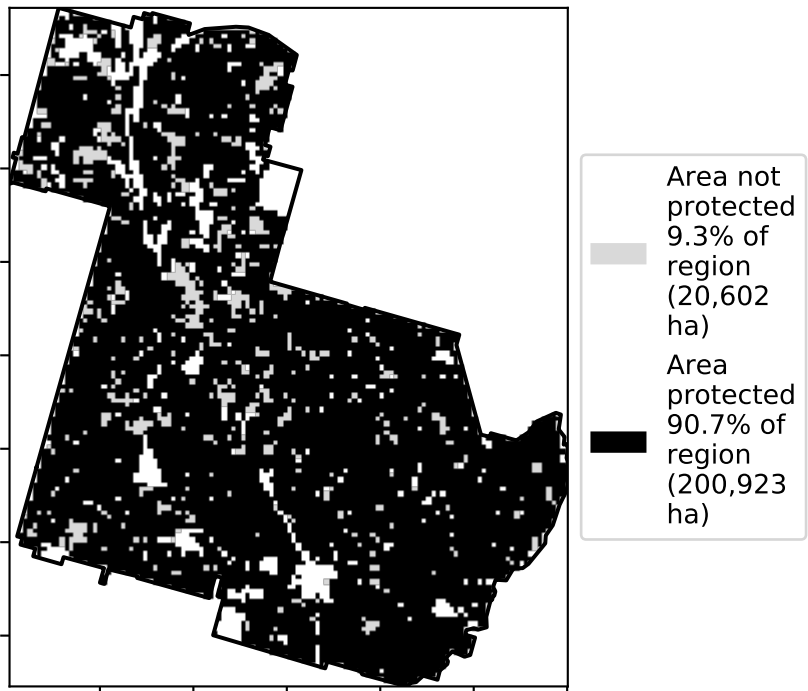 Area not
protected
9.3% of
region
(20,602
ha)
Area
protected
90.7% of
region
(200,923
ha)